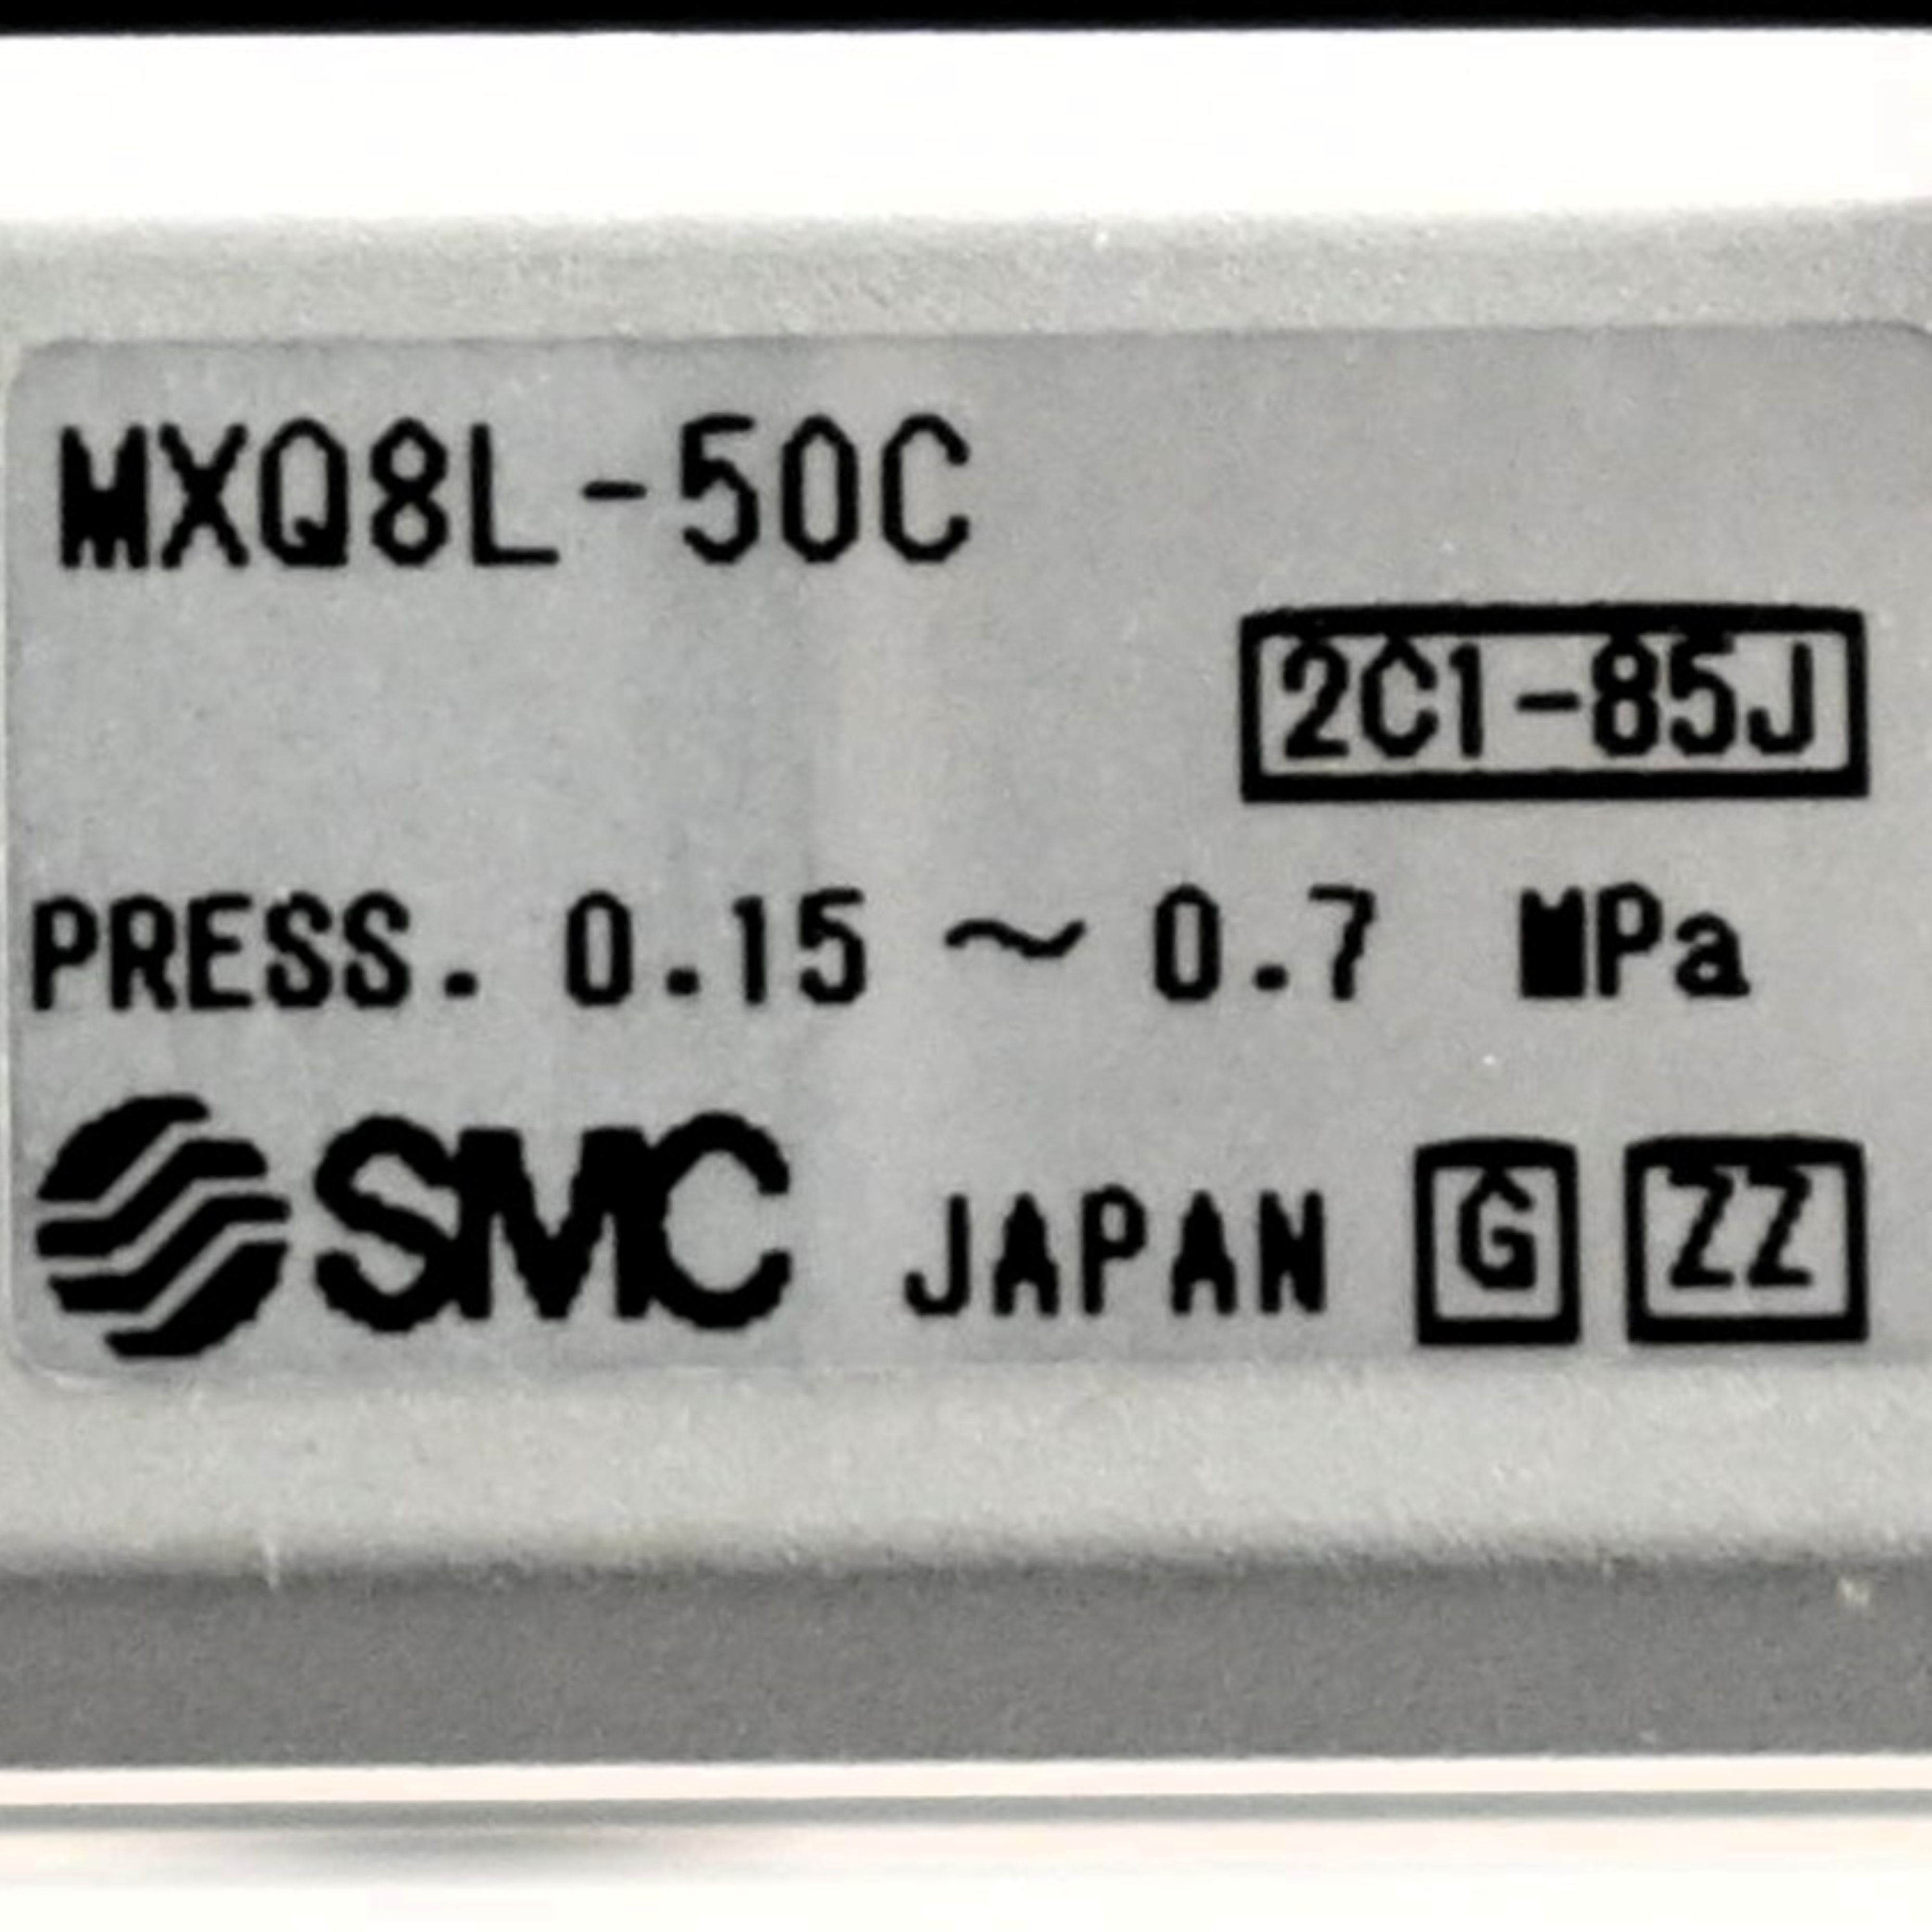 MXQ8L-50C
2C1-85J
PRESS. 0.15 ~ 0.7 MPa
SMC JAPAN G ZZ